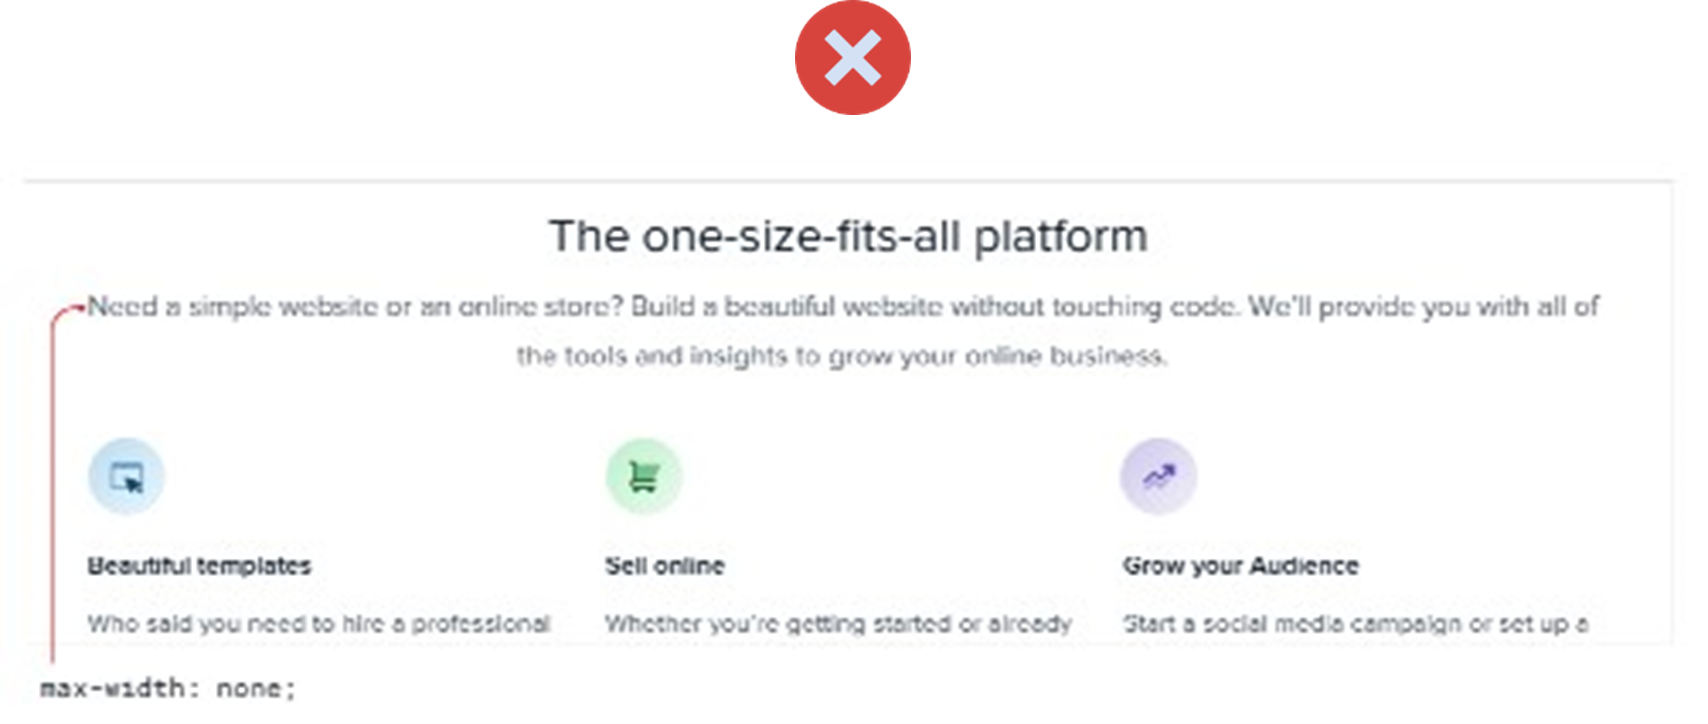 The one-size-fits-all platform
Need a simple website or an online store? Build a beautiful website without touching code. We'll provide you with all of
the tools and insights to grow your online business.
Beautiful templates
Sell online
Grow your Audience
Who said you need to hire a professional
Whether you're getting started or already
Start a social media campaign or set up a
max-width: none;